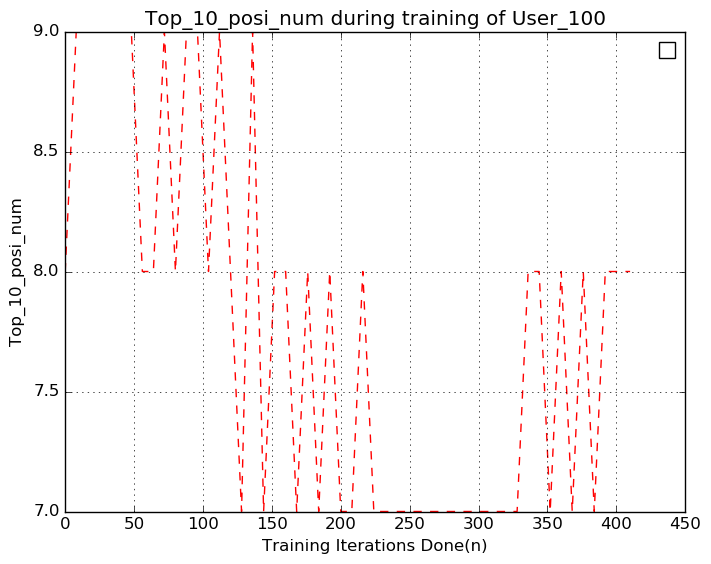 Top_10_posi_num during training of User_100
Top_10_posi_num
9.0
8.5
8.0
7.5
7.0
0 50 100 150 200 250 300 350 400 450
Training Iterations Done(n)